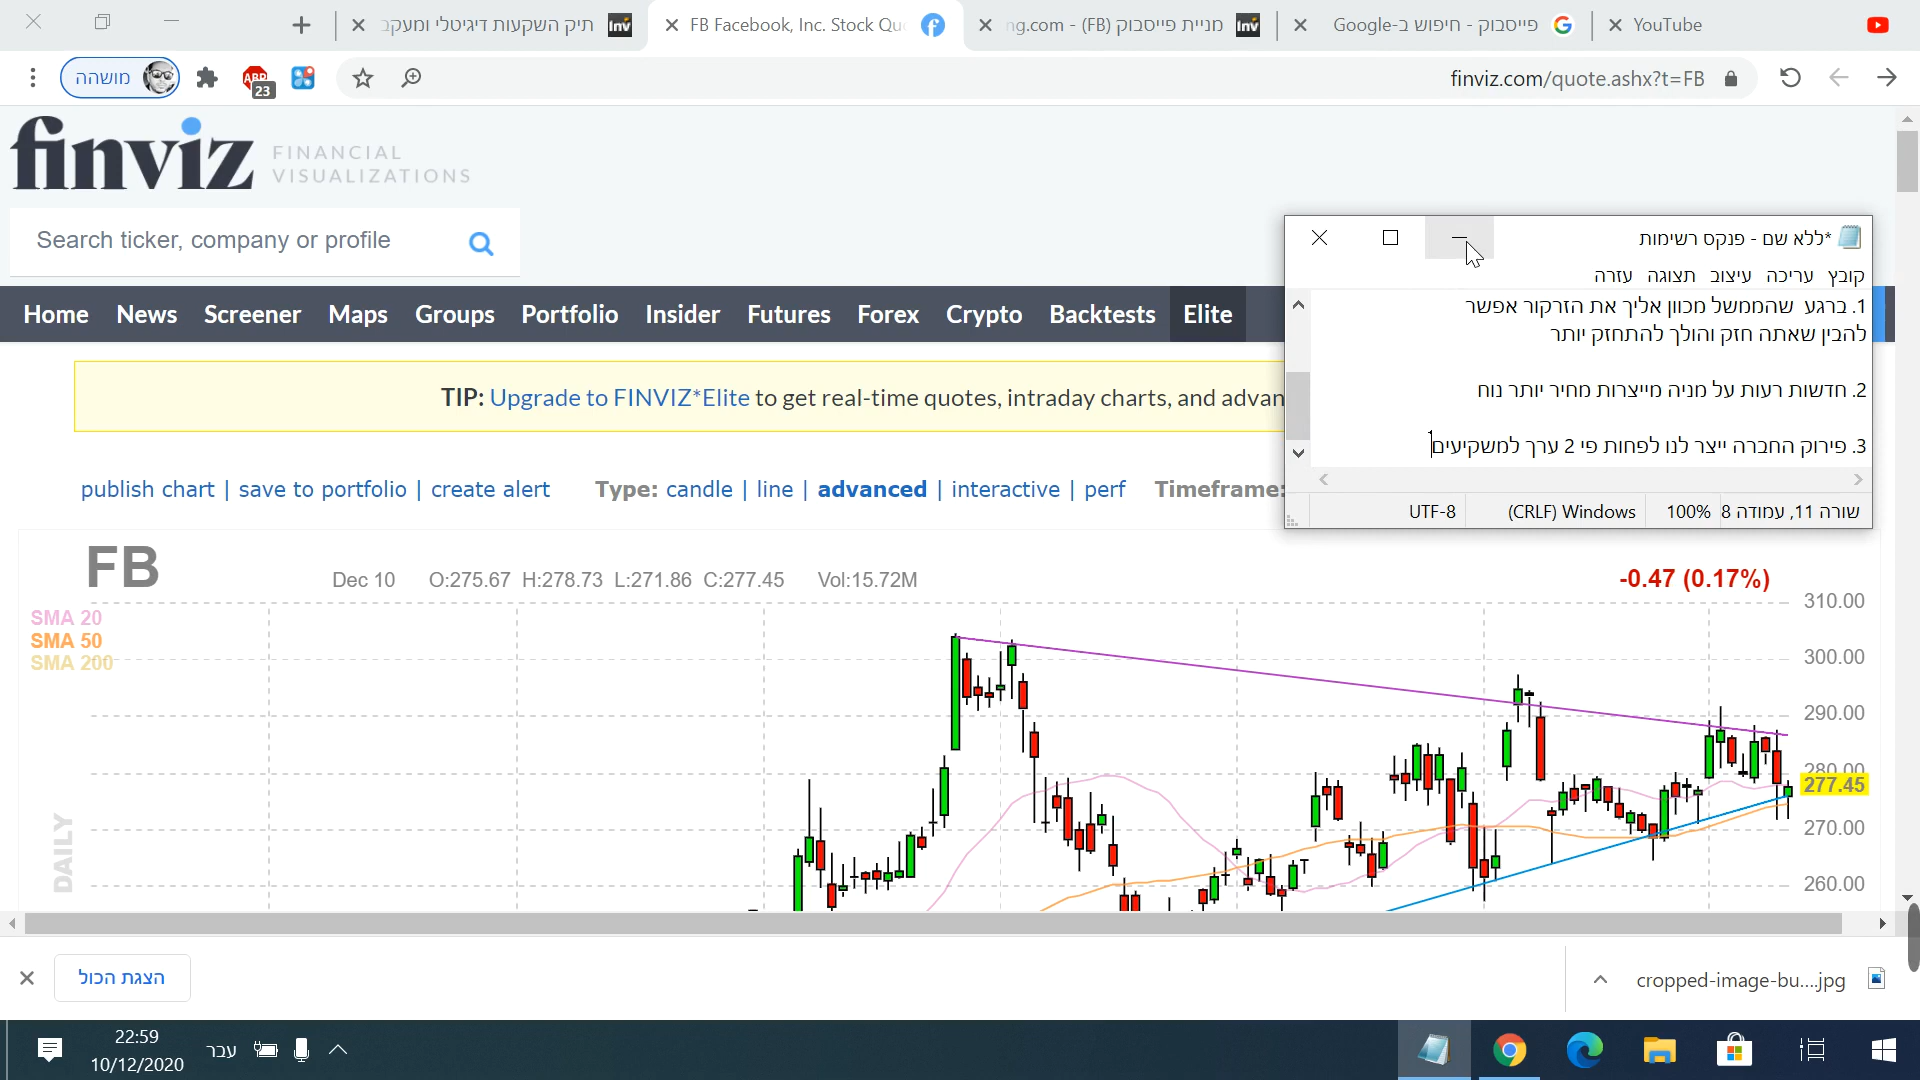 תיק השקעות דיגיטלי ומעקב
FB Facebook, Inc. Stock Quo
מניית פייסבוק (FB) - ng.com
פייסבוק - חיפוש ב-Google
YouTube
מושהה
ABP
23
finviz.com/quote.ashx?t=FB
finviz
FINANCIAL
VISUALIZATIONS
Search ticker, company or profile
Home News Screener Maps Groups Portfolio Insider Futures Forex Crypto Backtests Elite
TIP: Upgrade to FINVIZ*Elite to get real-time quotes, intraday charts, and advan
*ללא שם - פנקס רשימות
קובץ עריכה עיצוב תצוגה עזרה
1. ברגע שהממשל מכוון אליך את הזרקור אפשר
להבין שאתה חזק והולך להתחזק יותר
2. חדשות רעות על מניה מייצרות מחיר יותר נוח
3. פירוק החברה ייצר לנו לפחות פי 2 ערך למשקיעים
שורה 11, עמודה 8
100%
Windows (CRLF)
UTF-8
publish chart | save to portfolio | create alert
Type: candle | line | advanced | interactive | perf
Timeframe:
FB
Dec 10 O:275.67 H:278.73 L:271.86 C:277.45 Vol:15.72M
-0.47 (0.17%)
SMA 20
SMA 50
SMA 200
310.00
300.00
290.00
280.00
277.45
270.00
260.00
DAILY
הצגת הכול
cropped-image-bu....jpg
22:59
10/12/2020
עבר